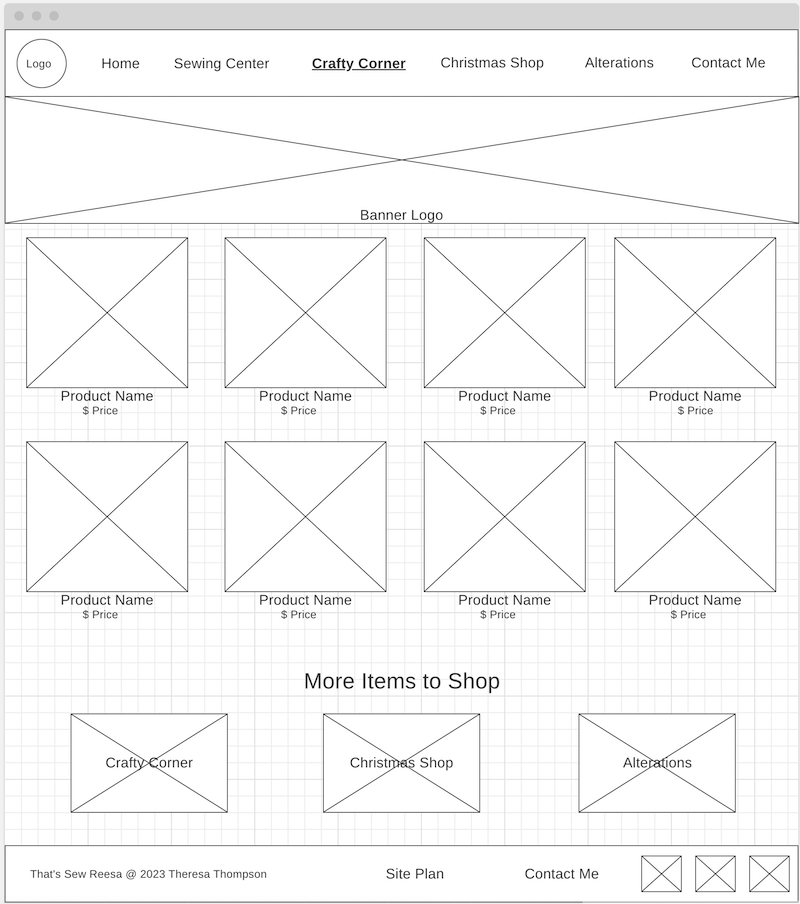 Logo
Home
Sewing Center
Crafty Corner
Christmas Shop
Alterations
Contact Me
Banner Logo
Product Name
$ Price
Product Name
$ Price
Product Name
$ Price
Product Name
$ Price
Product Name
$ Price
Product Name
$ Price
Product Name
$ Price
Product Name
$ Price
More Items to Shop
Crafty Corner
Christmas Shop
Alterations
That's Sew Reesa @ 2023 Theresa Thompson
Site Plan
Contact Me